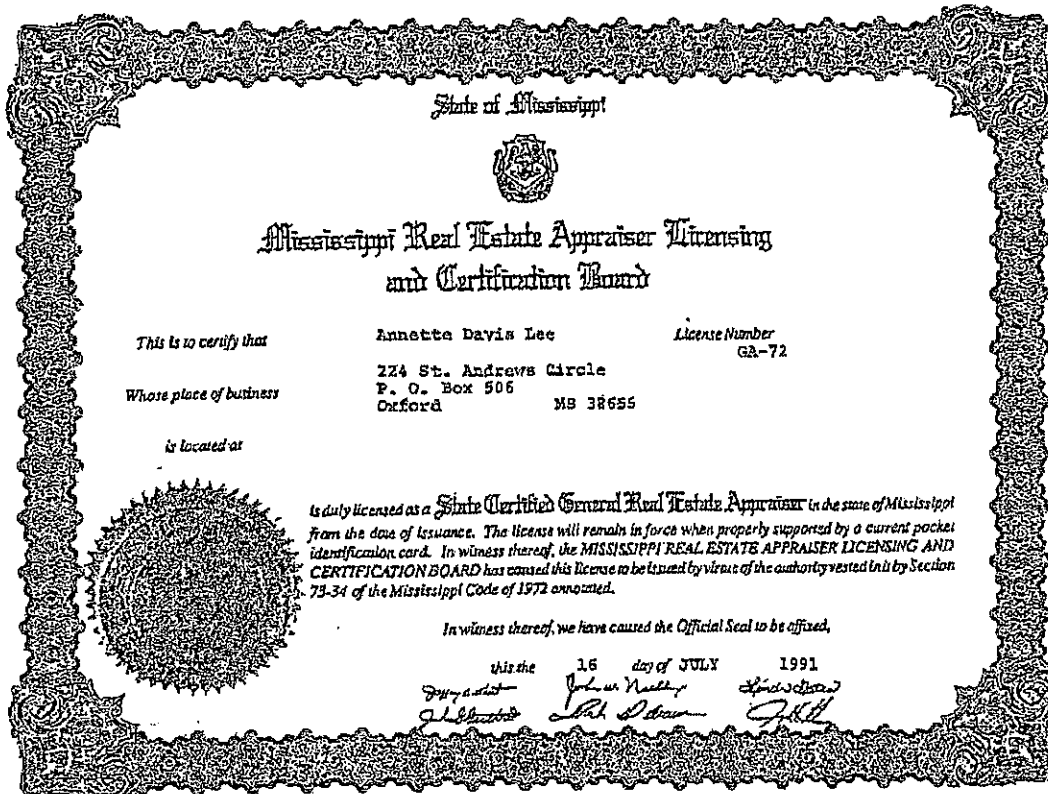 State of Mississippi
Mississippi Real Estate Appraiser Licensing
and Certification Board
This is to certify that Annette Davis Lee License Number
GA-72
Whose place of business 224 St. Andrews Circle
P. O. Box 506
Oxford MS 38655
is located at
is duly licensed as a State Certified General Real Estate Appraiser in the state of Mississippi
from the date of issuance. The license will remain in force when properly supported by a current pocket
identification card. In witness thereof, the MISSISSIPPI REAL ESTATE APPRAISER LICENSING AND
CERTIFICATION BOARD has caused this license to be issued by virtue of the authority vested in it by Section
73-34 of the Mississippi Code of 1972 annotated.
In witness thereof, we have caused the Official Seal to be affixed,
this the 16 day of JULY 1991